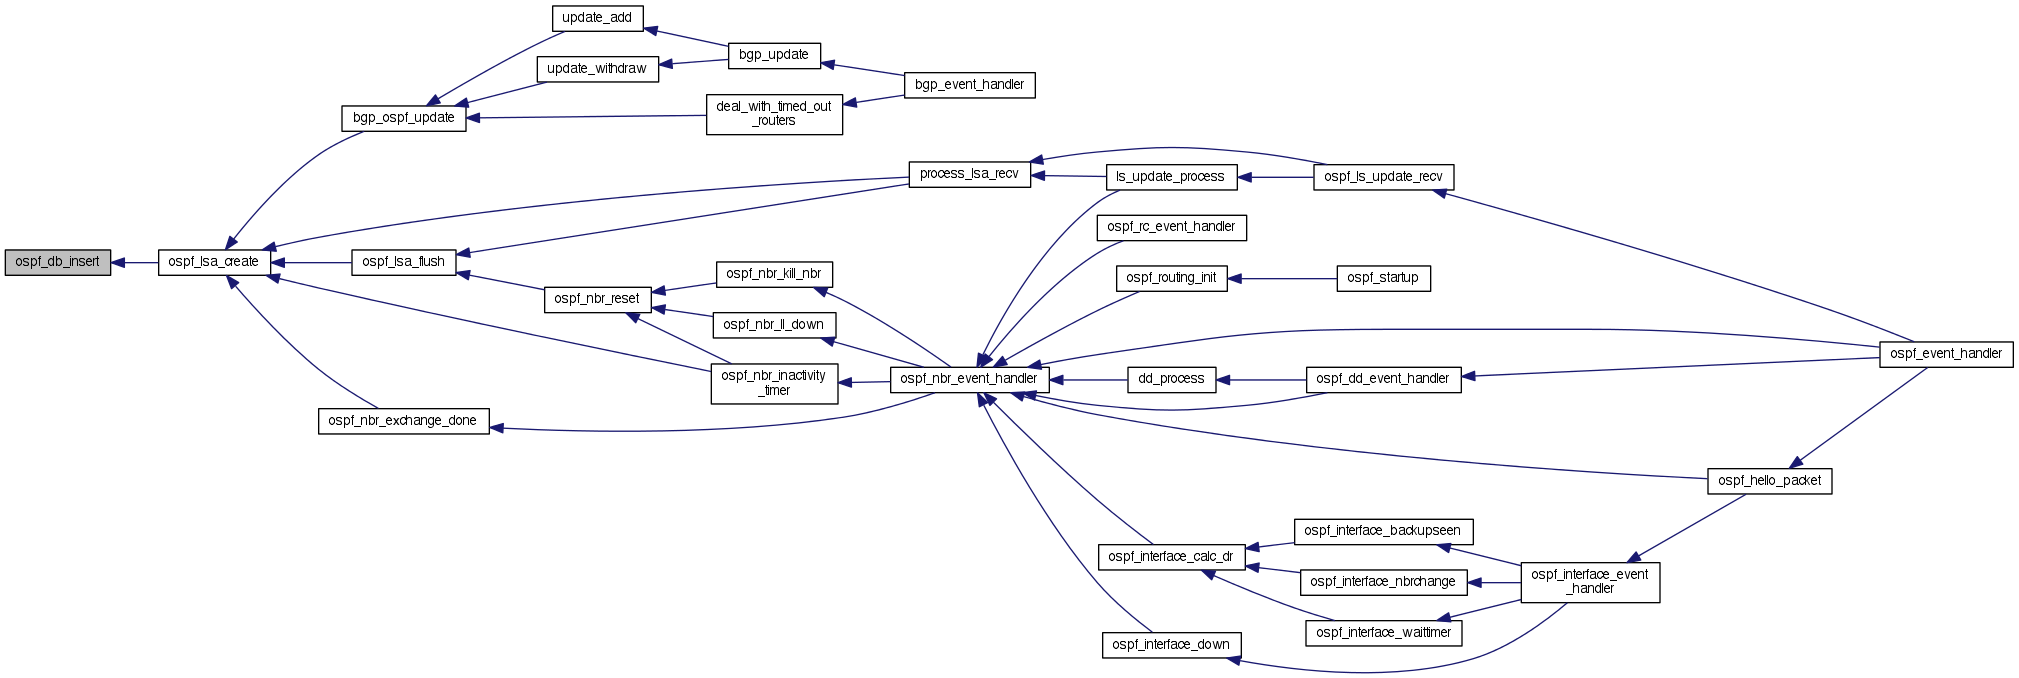 update_add
update_withdraw
bgp_update
bgp_event_handler
deal_with_timed_out
_routers
bgp_ospf_update
process_lsa_recv
ls_update_process
ospf_ls_update_recv
ospf_rc_event_handler
ospf_db_insert
ospf_lsa_create
ospf_lsa_flush
ospf_nbr_kill_nbr
ospf_routing_init
ospf_startup
ospf_nbr_reset
ospf_nbr_ll_down
ospf_event_handler
ospf_nbr_inactivity
_timer
ospf_nbr_event_handler
dd_process
ospf_dd_event_handler
ospf_nbr_exchange_done
ospf_hello_packet
ospf_interface_backupseen
ospf_interface_calc_dr
ospf_interface_nbrchange
ospf_interface_event
_handler
ospf_interface_waittimer
ospf_interface_down